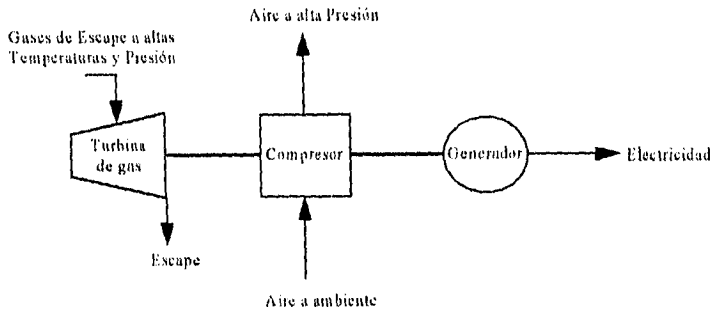 Aire a alta Presión
Gases de Escape a altas
Temperaturas y Presión
Turbina
de gas
Compresor
Generador
Electricidad
Escape
Aire a ambiente